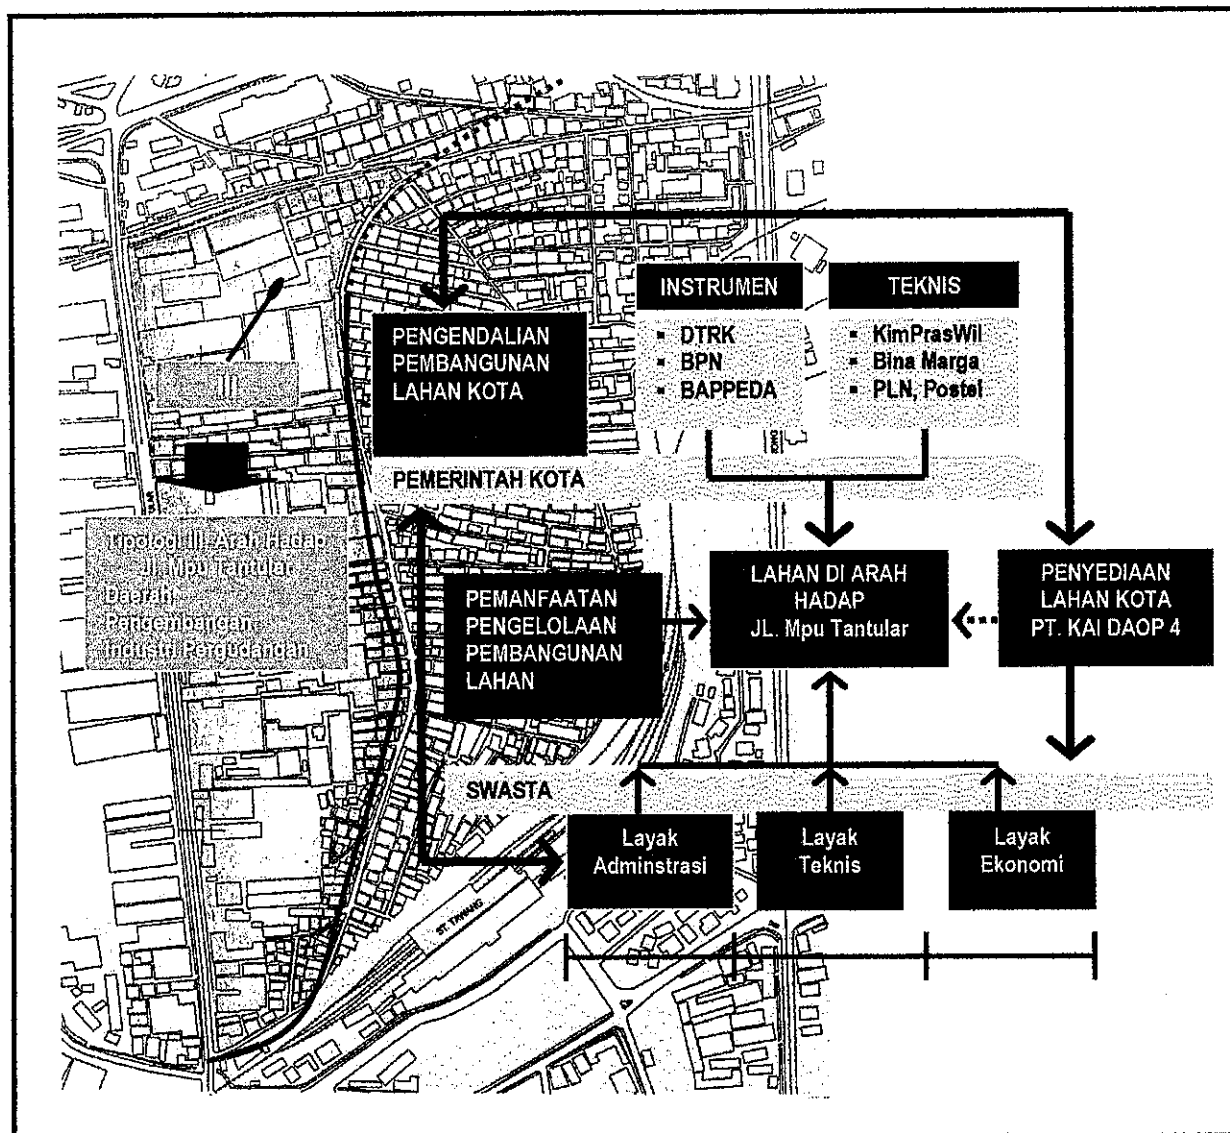 INSTRUMEN
TEKNIS
▪ DTRK
▪ BPN
▪ BAPPEDA
▪ KimPrasWil
▪ Bina Marga
▪ PLN, Postel
PENGENDALIAN
PEMBANGUNAN
LAHAN KOTA
III
PEMERINTAH KOTA
Tipologi III Arah Hadap
Jl. Mpu Tantular
Daerah
Pengembangan
Industri Pergudangan
LAHAN DI ARAH
HADAP
JL. Mpu Tantular
PENYEDIAAN
LAHAN KOTA
PT. KAI DAOP 4
PEMANFAATAN
PENGELOLAAN
PEMBANGUNAN
LAHAN
SWASTA
Layak
Adminstrasi
Layak
Teknis
Layak
Ekonomi
ST. TAWANG